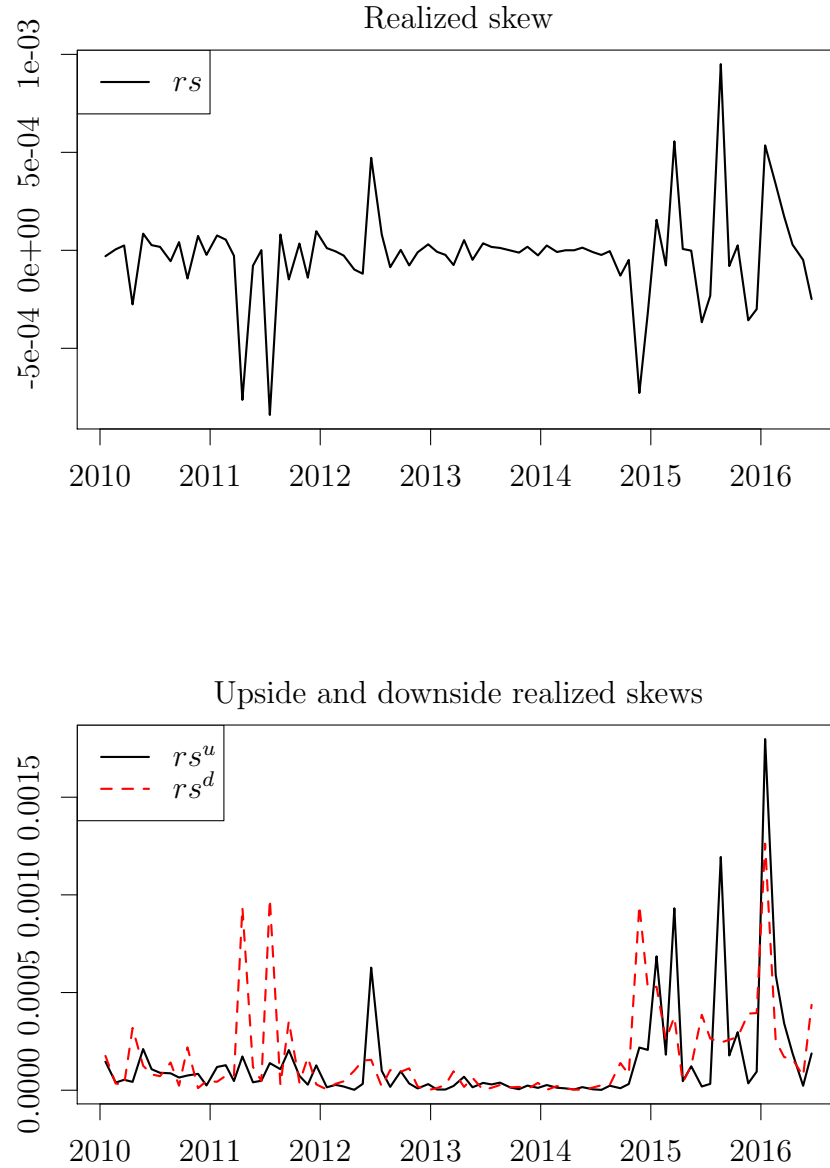 Realized skew
rs
1e-03
5e-04
0e+00
-5e-04
2010 2011 2012 2013 2014 2015 2016
Upside and downside realized skews
rs^u
rs^d
0.0015
0.0010
0.0005
0.0000
2010 2011 2012 2013 2014 2015 2016